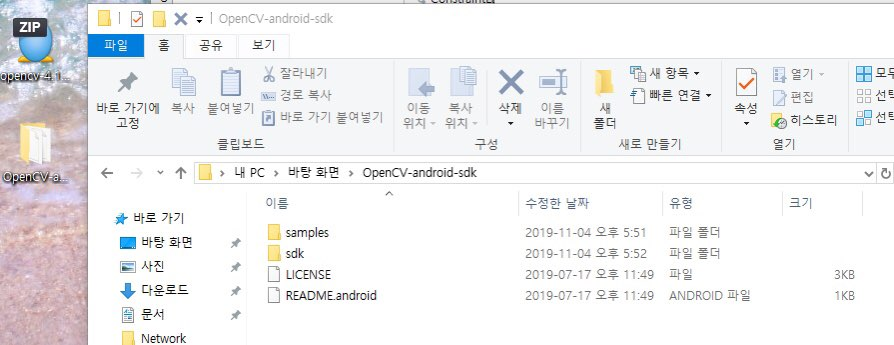 ZIP
opencv-4.1...
OpenCV-a...
OpenCV-android-sdk
파일 홈 공유 보기
바로 가기에 고정
복사
붙여넣기
잘라내기
경로 복사
바로 가기 붙여넣기
클립보드
이동 위치
복사 위치
삭제
이름 바꾸기
구성
새 폴더
새 항목
빠른 연결
새로 만들기
속성
열기
편집
히스토리
열기
내 PC > 바탕 화면 > OpenCV-android-sdk
바로 가기
바탕 화면
사진
다운로드
문서
Network
이름 수정한 날짜 유형 크기
samples 2019-11-04 오후 5:51 파일 폴더
sdk 2019-11-04 오후 5:52 파일 폴더
LICENSE 2019-07-17 오후 11:49 파일 3KB
README.android 2019-07-17 오후 11:49 ANDROID 파일 1KB